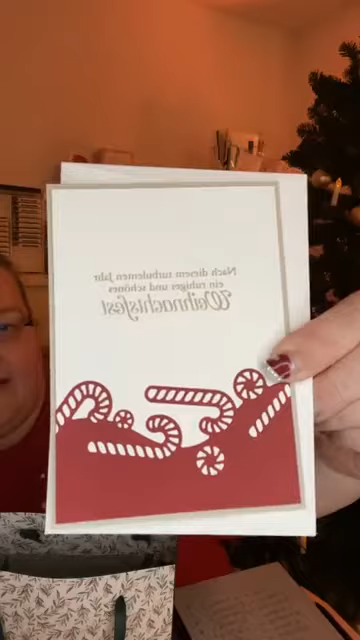 Nach diesem turbulenten Jahr
ein ruhiges und schönes
Weihnachtsfest